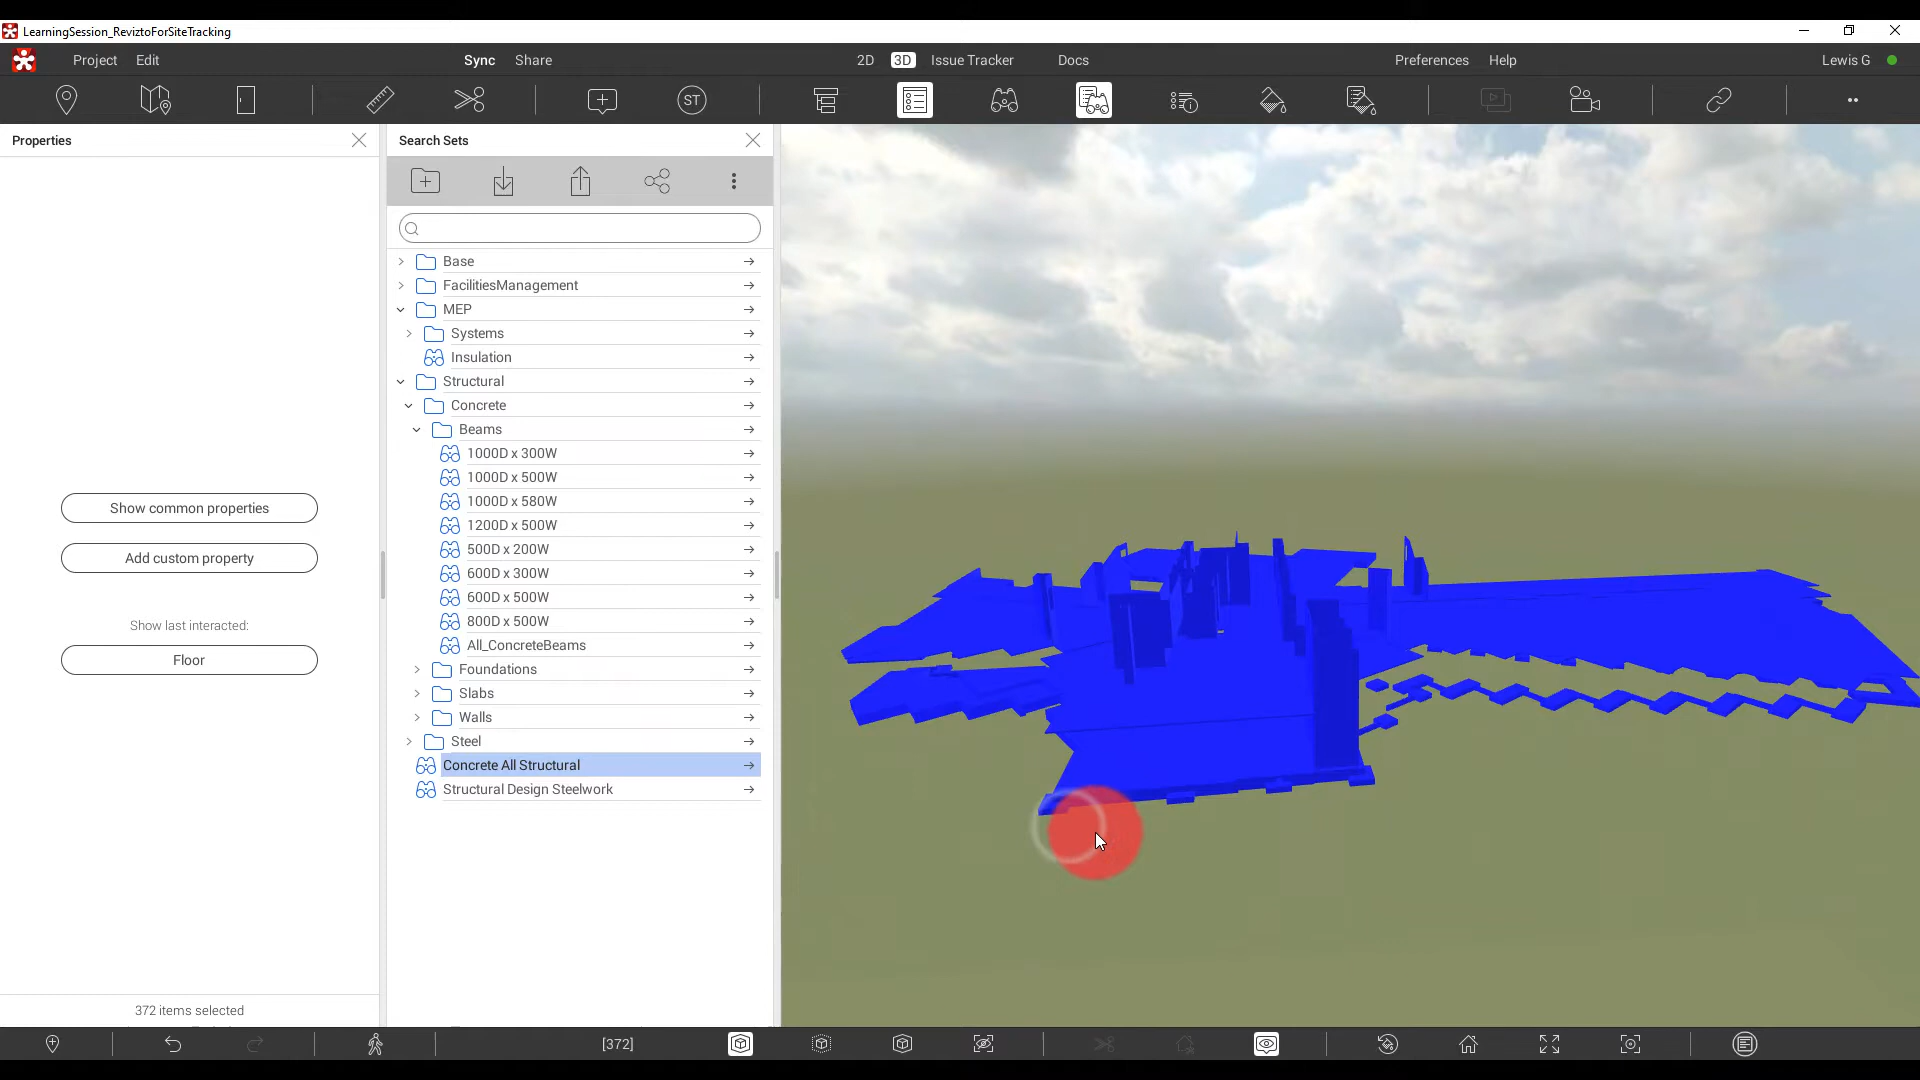 LearningSession_RevitzoForSiteTracking
Project Edit Sync Share 2D 3D Issue Tracker Docs Preferences Help Lewis G
ST
Properties
Search Sets
Base
FacilitiesManagement
MEP
Systems
Insulation
Structural
Concrete
Beams
1000D x 300W
1000D x 500W
1000D x 580W
1200D x 500W
500D x 200W
600D x 300W
600D x 500W
800D x 500W
All_ConcreteBeams
Foundations
Slabs
Walls
Steel
Concrete All Structural
Structural Design Steelwork
Show common properties
Add custom property
Show last interacted:
Floor
372 items selected
[372]